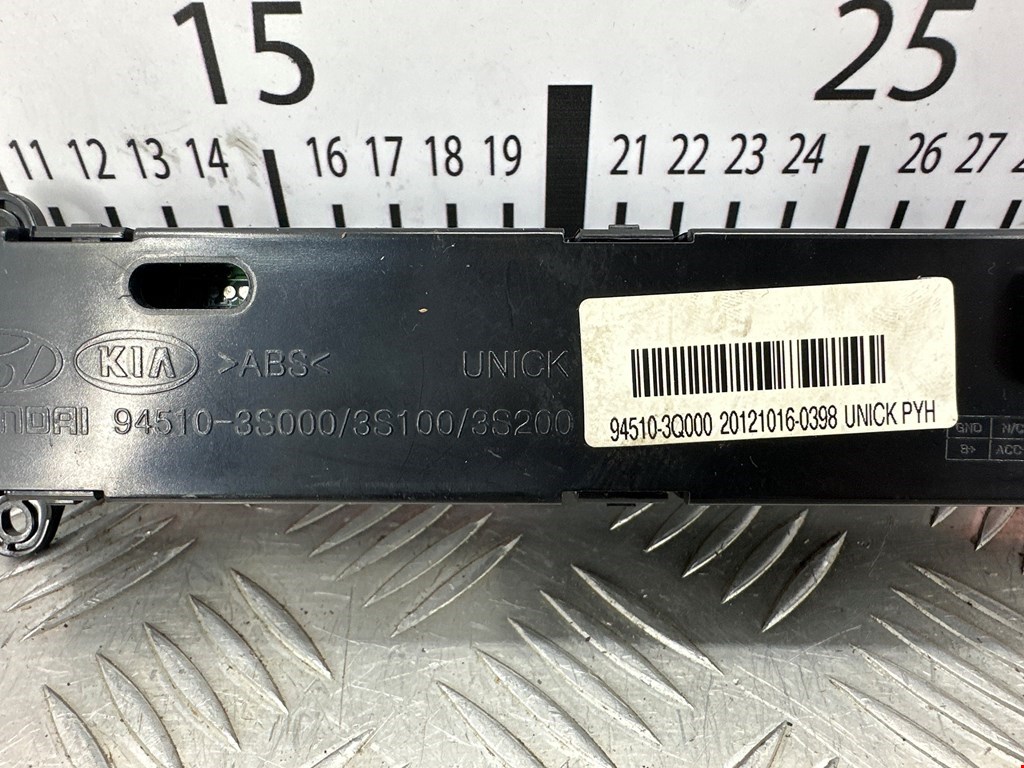 15 25
11 12 13 14 16 17 18 19 21 22 23 24 26 27
KIA >ABS< UNICK
94510-3S000/3S100/3S200
94510-3Q000 20121016-0398 UNICK PYH
GND N/C
B+ ACC